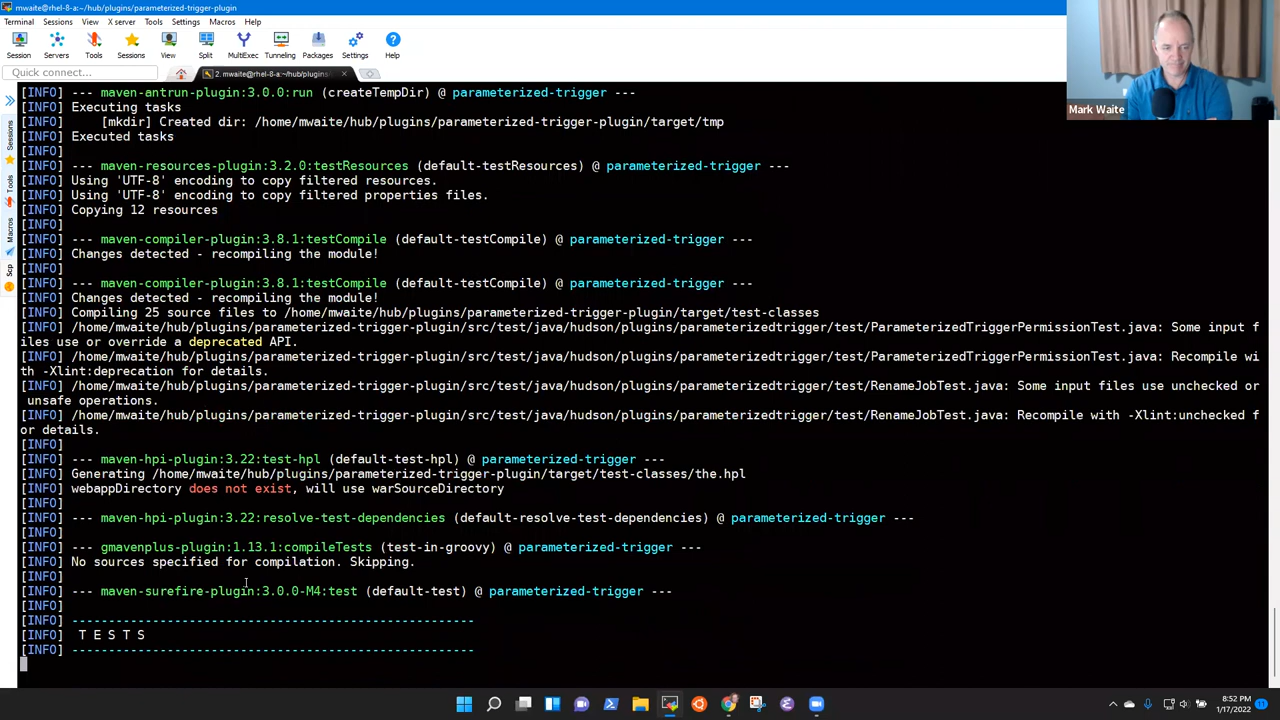 mwaite@rhel-8-a:~/hub/plugins/parameterized-trigger-plugin
Terminal Sessions View X server Tools Settings Macros Help
Session Servers Tools Sessions View Split MultiExec Tunneling Packages Settings Help
Quick connect...
2. mwaite@rhel-8-a:~/hub/plugins
Sessions
Tools
Macros
Scp
[INFO] --- maven-antrun-plugin:3.0.0:run (createTempDir) @ parameterized-trigger ---
[INFO] Executing tasks
[INFO]     [mkdir] Created dir: /home/mwaite/hub/plugins/parameterized-trigger-plugin/target/tmp
[INFO] Executed tasks
[INFO]
[INFO] --- maven-resources-plugin:3.2.0:testResources (default-testResources) @ parameterized-trigger ---
[INFO] Using 'UTF-8' encoding to copy filtered resources.
[INFO] Using 'UTF-8' encoding to copy filtered properties files.
[INFO] Copying 12 resources
[INFO]
[INFO] --- maven-compiler-plugin:3.8.1:testCompile (default-testCompile) @ parameterized-trigger ---
[INFO] Changes detected - recompiling the module!
[INFO]
[INFO] --- maven-compiler-plugin:3.8.1:testCompile (default-testCompile) @ parameterized-trigger ---
[INFO] Changes detected - recompiling the module!
[INFO] Compiling 25 source files to /home/mwaite/hub/plugins/parameterized-trigger-plugin/target/test-classes
[INFO] /home/mwaite/hub/plugins/parameterized-trigger-plugin/src/test/java/hudson/plugins/parameterizedtrigger/test/ParameterizedTriggerPermissionTest.java: Some input f
iles use or override a deprecated API.
[INFO] /home/mwaite/hub/plugins/parameterized-trigger-plugin/src/test/java/hudson/plugins/parameterizedtrigger/test/ParameterizedTriggerPermissionTest.java: Recompile wi
th -Xlint:deprecation for details.
[INFO] /home/mwaite/hub/plugins/parameterized-trigger-plugin/src/test/java/hudson/plugins/parameterizedtrigger/test/RenameJobTest.java: Some input files use unchecked or
 unsafe operations.
[INFO] /home/mwaite/hub/plugins/parameterized-trigger-plugin/src/test/java/hudson/plugins/parameterizedtrigger/test/RenameJobTest.java: Recompile with -Xlint:unchecked f
or details.
[INFO]
[INFO] --- maven-hpi-plugin:3.22:test-hpl (default-test-hpl) @ parameterized-trigger ---
[INFO] Generating /home/mwaite/hub/plugins/parameterized-trigger-plugin/target/test-classes/the.hpl
[INFO] webappDirectory does not exist, will use warSourceDirectory
[INFO]
[INFO] --- maven-hpi-plugin:3.22:resolve-test-dependencies (default-resolve-test-dependencies) @ parameterized-trigger ---
[INFO]
[INFO] --- gmavenplus-plugin:1.13.1:compileTests (test-in-groovy) @ parameterized-trigger ---
[INFO] No sources specified for compilation. Skipping.
[INFO]
[INFO] --- maven-surefire-plugin:3.0.0-M4:test (default-test) @ parameterized-trigger ---
[INFO]
[INFO] -------------------------------------------------------
[INFO]  T E S T S
[INFO] -------------------------------------------------------
Mark Waite
8:52 PM
1/17/2022